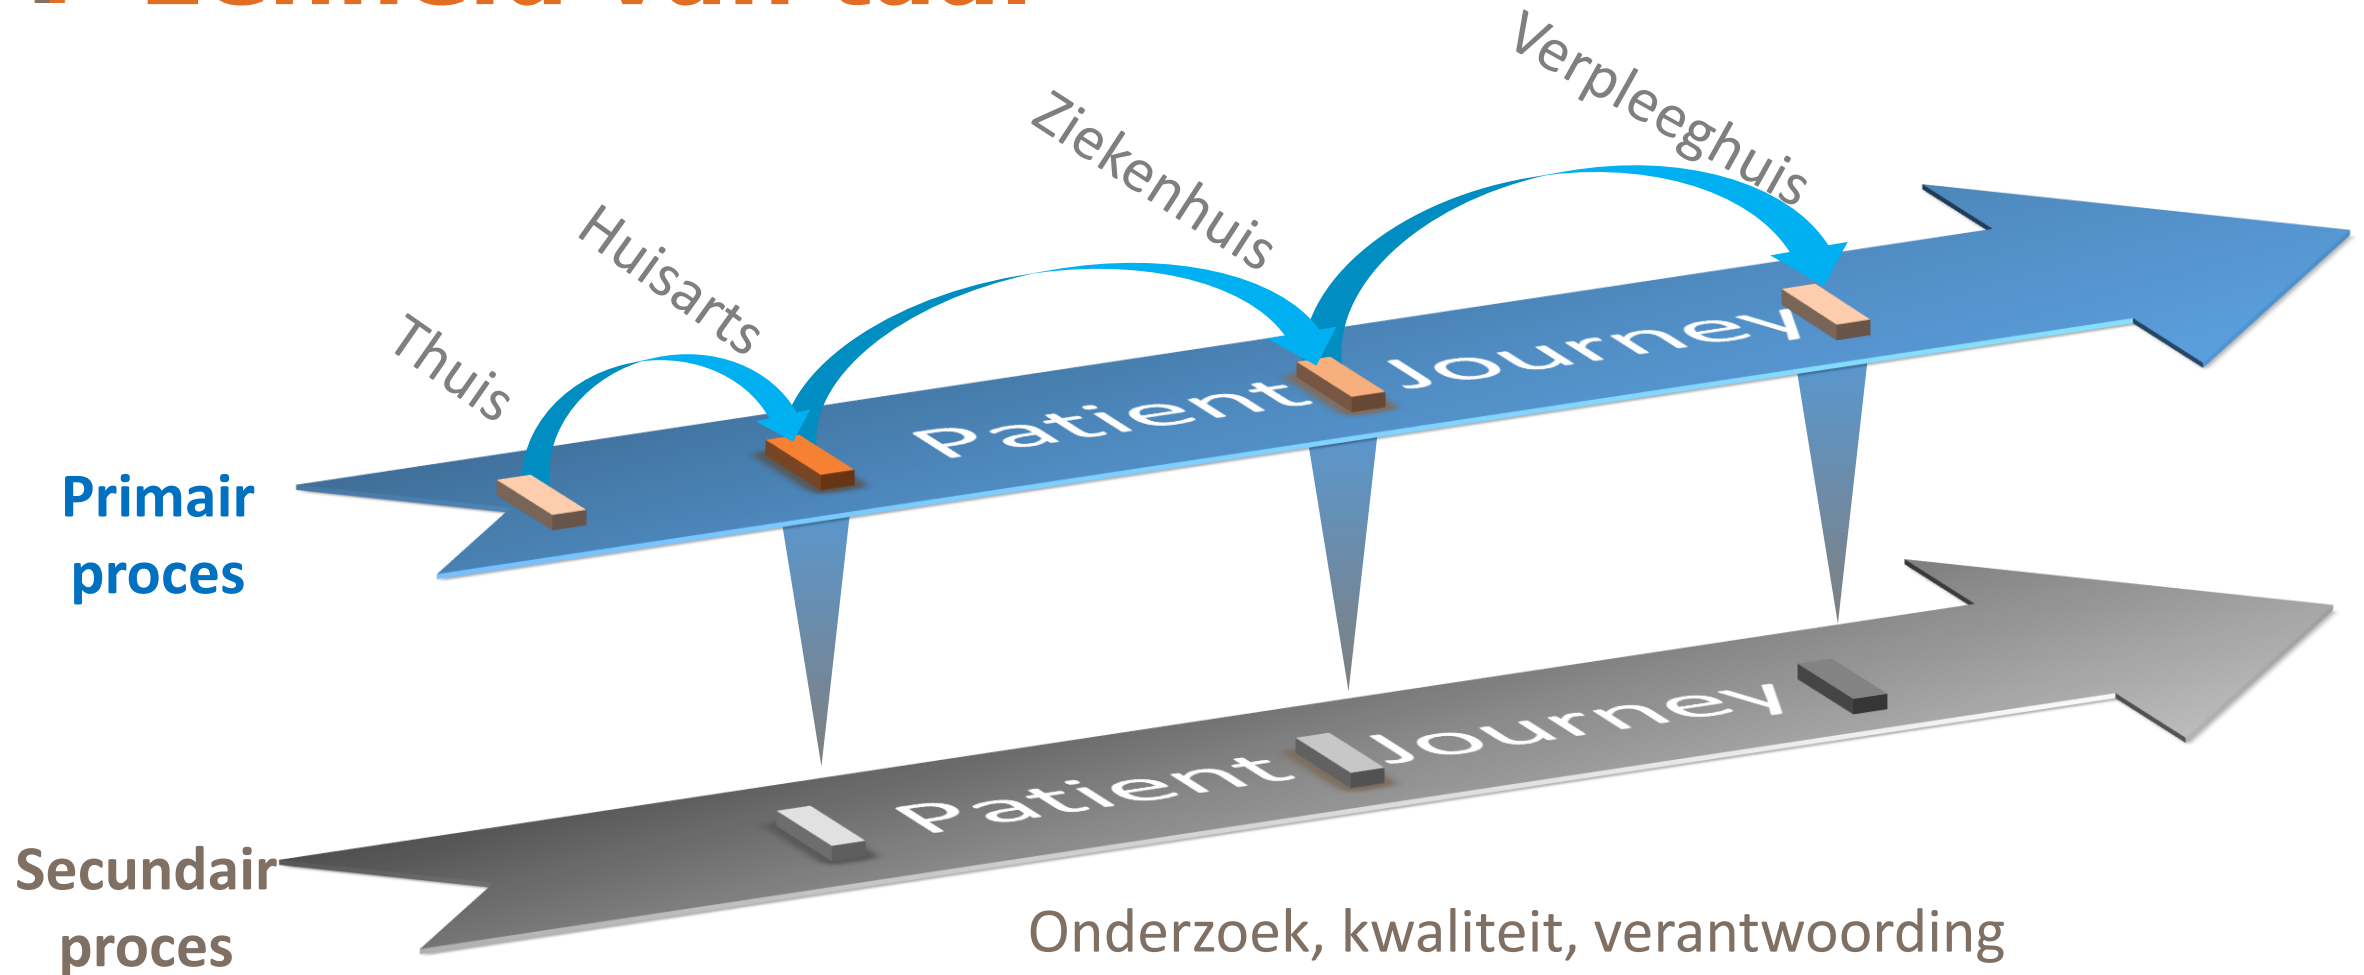 Verpleeghuis
Ziekenhuis
Huisarts
Thuis
Patient Journey
Primair
proces
Patient Journey
Secundair
proces
Onderzoek, kwaliteit, verantwoording